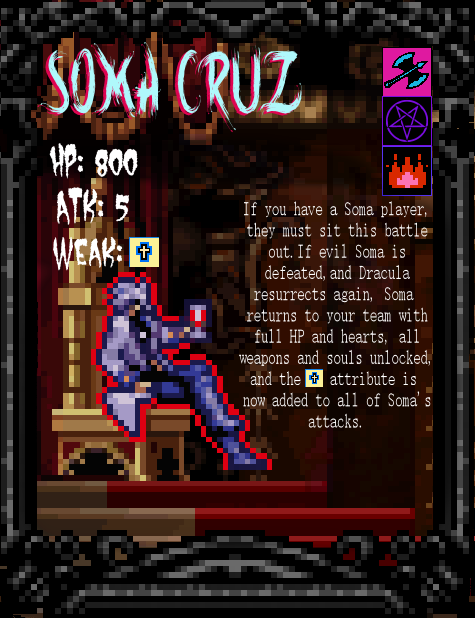 SOMA CRUZ
HP: 800
ATK: 5
WEAK:
If you have a Soma player,
they must sit this battle
out. If evil Soma is
defeated, and Dracula
resurrects again, Soma
returns to your team with
full HP and hearts, all
weapons and souls unlocked,
and the attribute is
now added to all of Soma's
attacks.